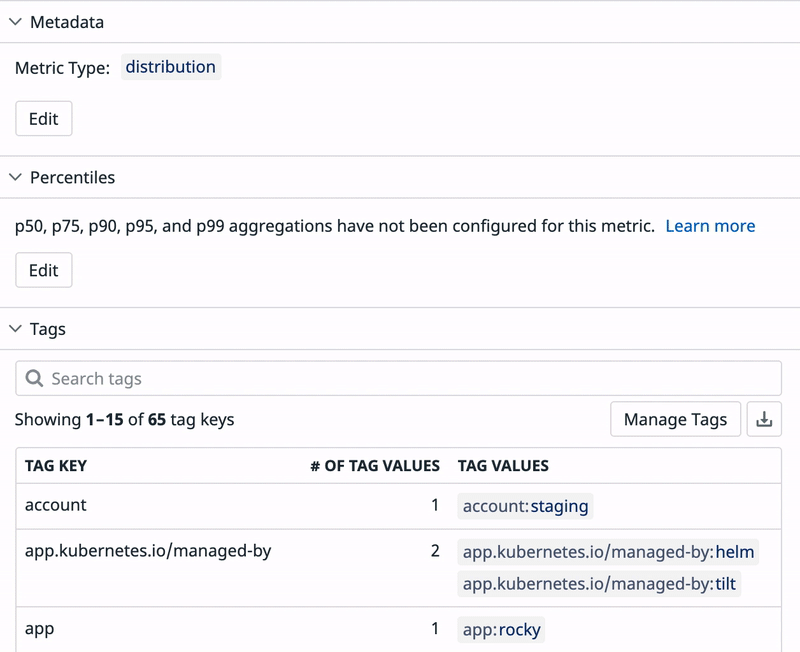 Metadata
Metric Type: distribution
Edit
Percentiles
p50, p75, p90, p95, and p99 aggregations have not been configured for this metric. Learn more
Edit
Tags
Search tags
Showing 1–15 of 65 tag keys
Manage Tags
TAG KEY # OF TAG VALUES TAG VALUES
account 1 account:staging
app.kubernetes.io/managed-by 2 app.kubernetes.io/managed-by:helm
app.kubernetes.io/managed-by:tilt
app 1 app:rocky